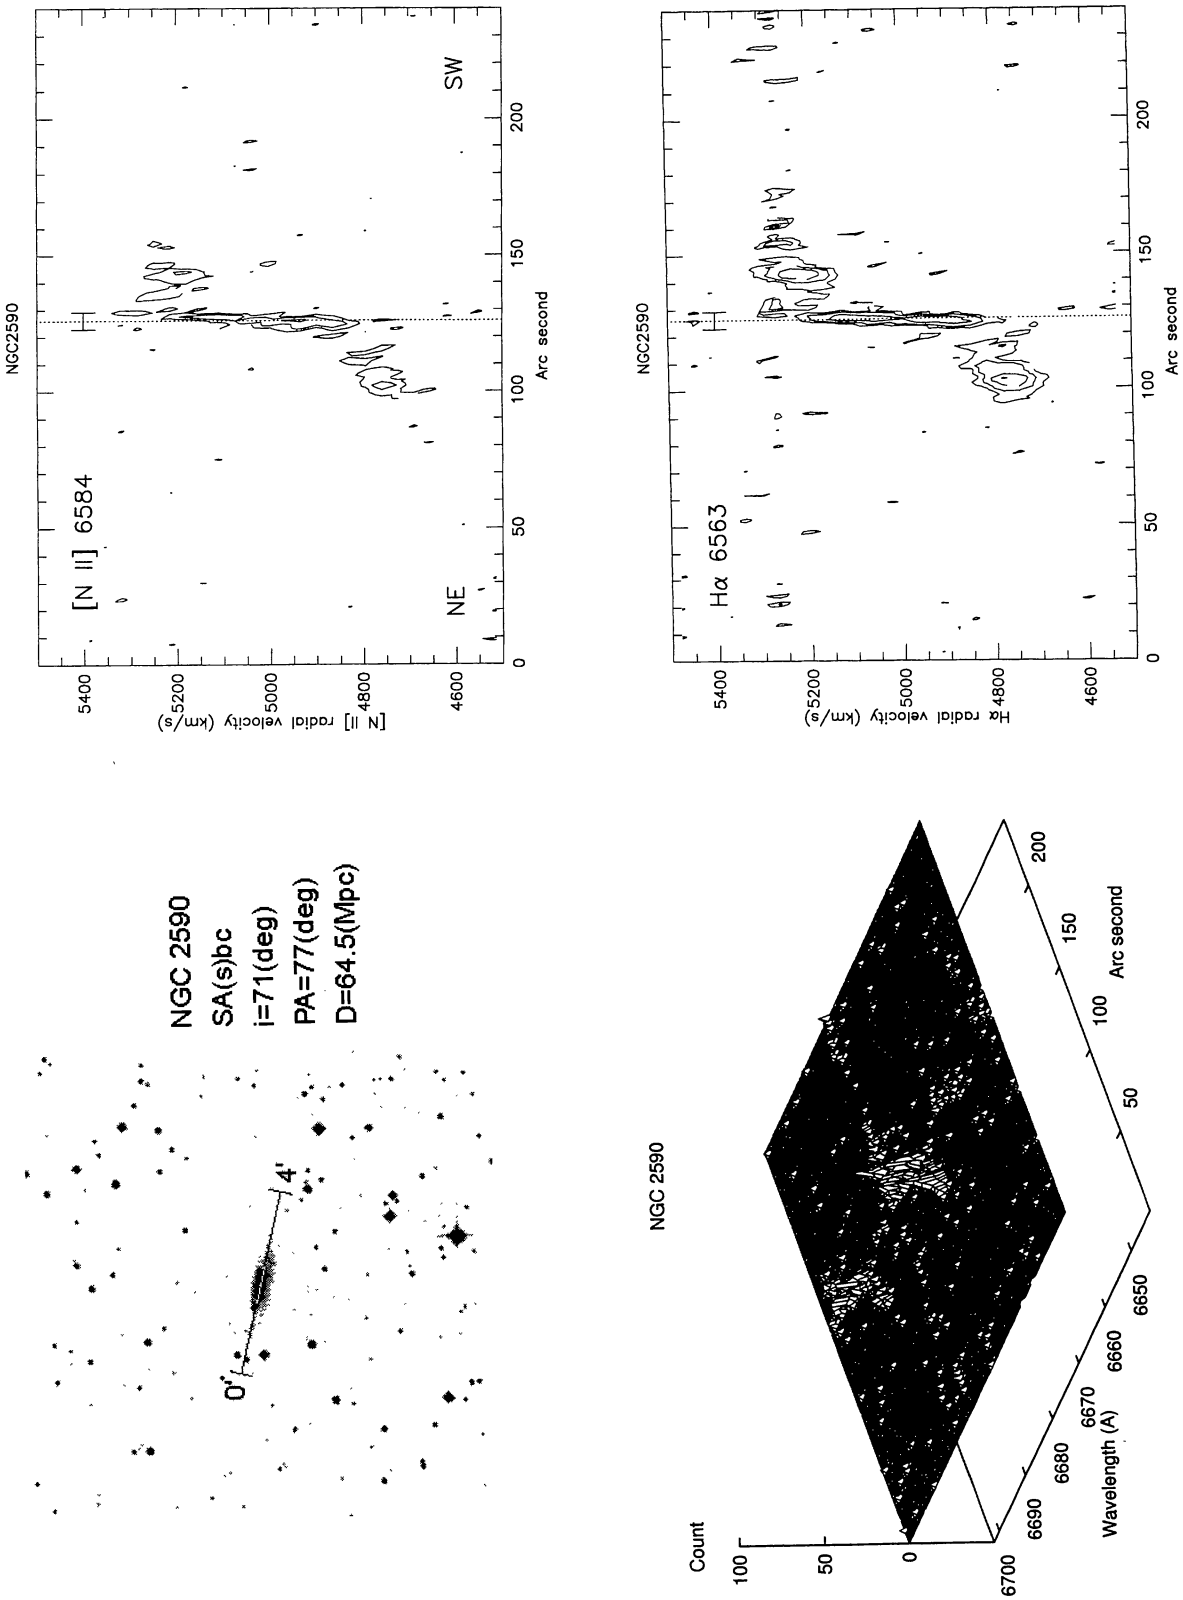 NGC 2590
SA(s)bc
i=71(deg)
PA=77(deg)
D=64.5(Mpc)
0'
4'
NGC2590
[N II] 6584
NE
SW
5400
5200
5000
4800
4600
[N II] radial velocity (km/s)
0
50
100
150
200
Arc second
NGC 2590
Count
100
50
0
6700
6690
6680
6670
6660
6650
Wavelength (A)
50
100
150
200
Arc second
NGC2590
Hα 6563
5400
5200
5000
4800
4600
Hα radial velocity (km/s)
0
50
100
150
200
Arc second